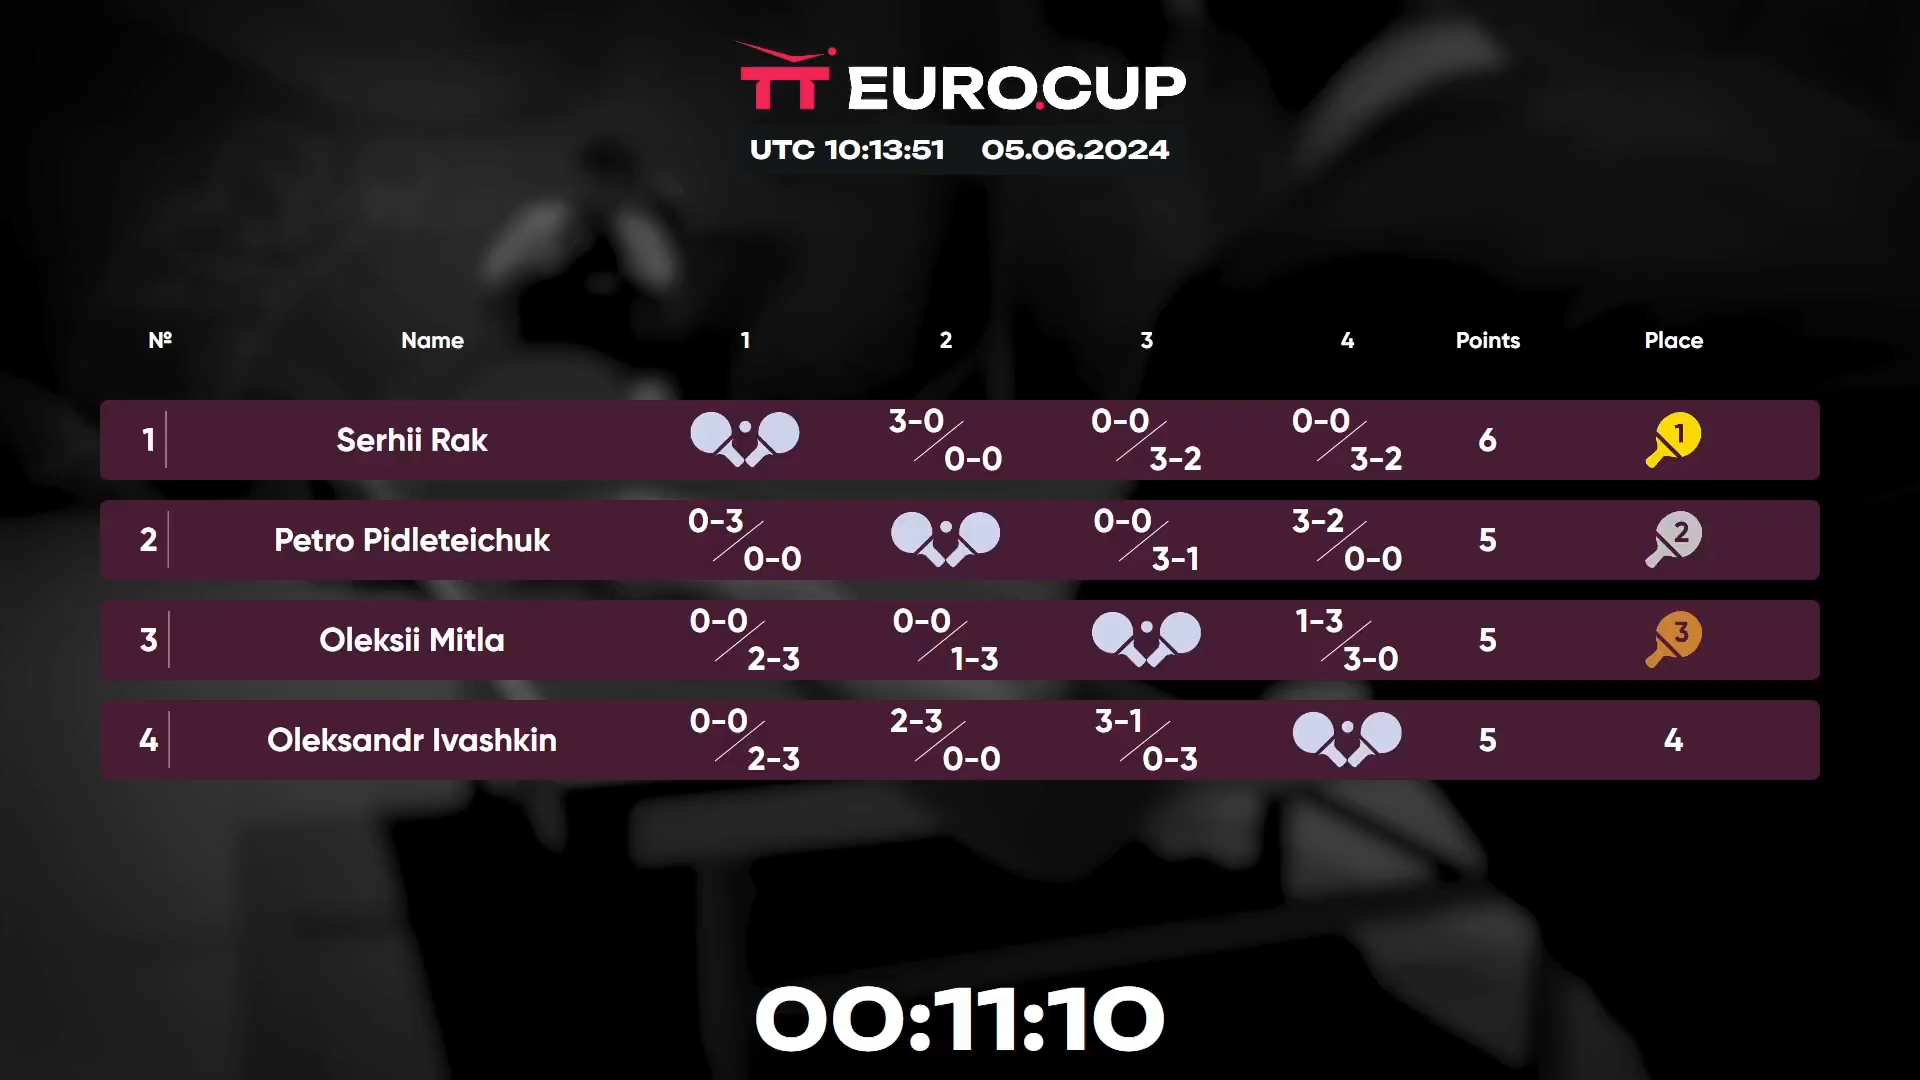 TT EURO.CUP
UTC 10:13:51 05.06.2024
№ Name 1 2 3 4 Points Place
1 Serhii Rak 3-0 0-0 0-0 3-2 0-0 3-2 6 1
2 Petro Pidleteichuk 0-3 0-0 0-0 3-1 3-2 0-0 5 2
3 Oleksii Mitla 0-0 2-3 0-0 1-3 1-3 3-0 5 3
4 Oleksandr Ivashkin 0-0 2-3 2-3 0-0 3-1 0-3 5 4
00:11:10